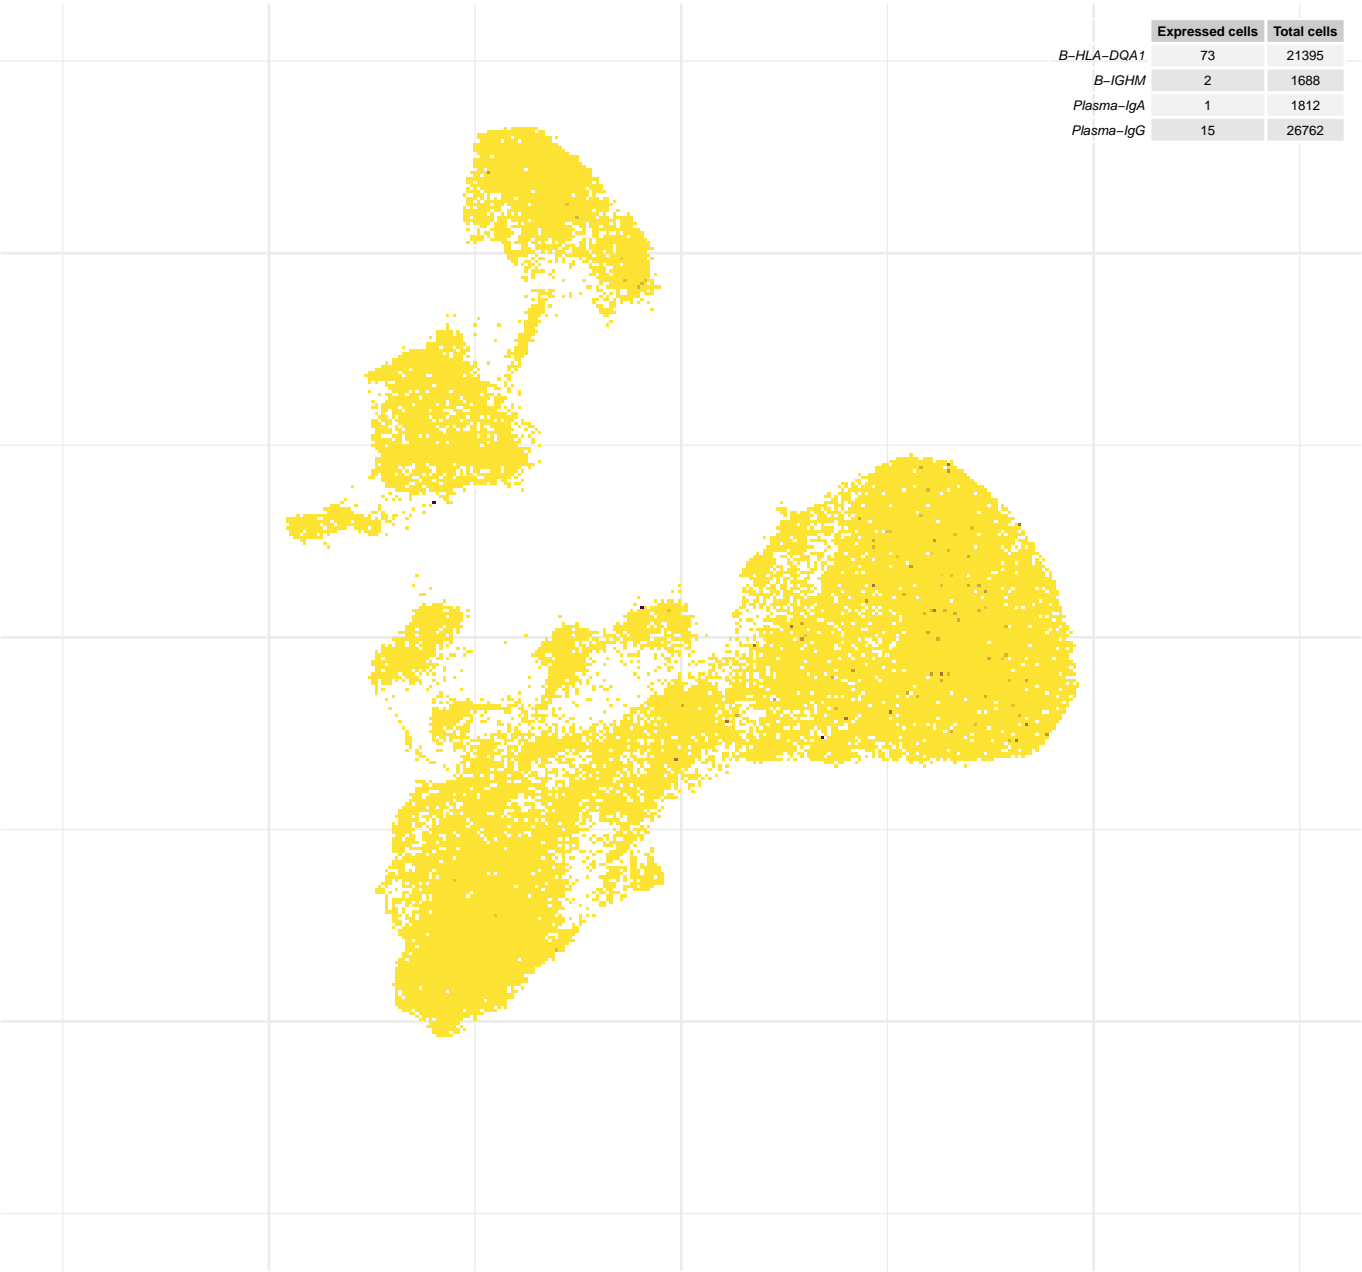 Expressed cells Total cells
B−HLA−DQA1 73 21395
B−IGHM 2 1688
Plasma−IgA 1 1812
Plasma−IgG 15 26762